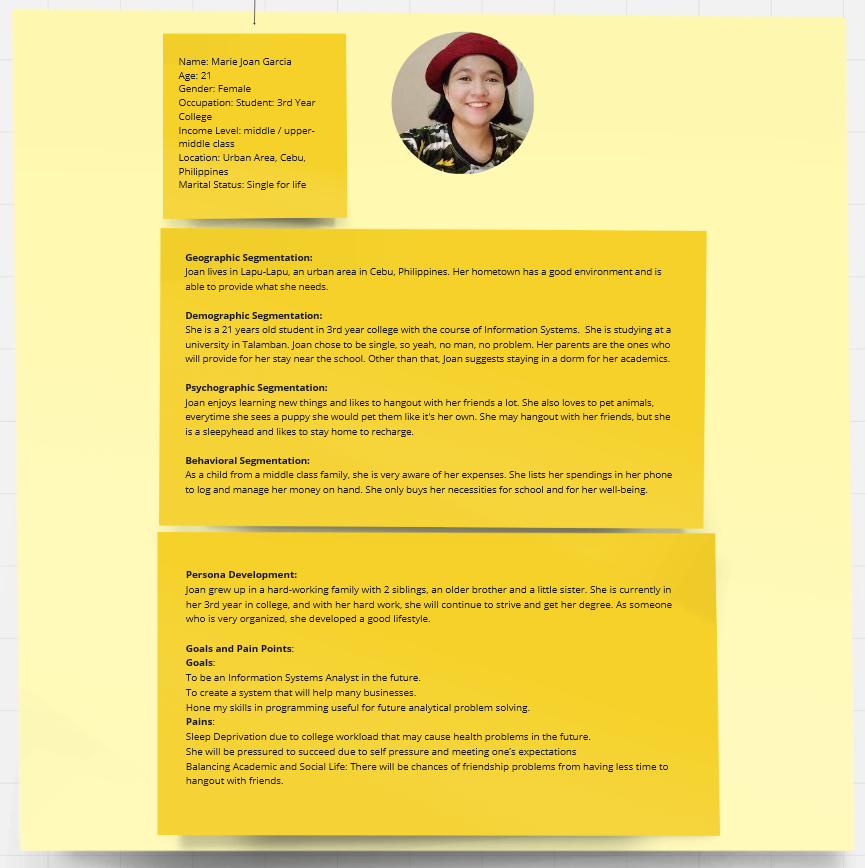 Name: Marie Joan Garcia
Age: 21
Gender: Female
Occupation: Student: 3rd Year
College
Income Level: middle / upper-
middle class
Location: Urban Area, Cebu,
Philippines
Marital Status: Single for life
Geographic Segmentation:
Joan lives in Lapu-Lapu, an urban area in Cebu, Philippines. Her hometown has a good environment and is
able to provide what she needs.
Demographic Segmentation:
She is a 21 years old student in 3rd year college with the course of Information Systems.  She is studying at a
university in Talamban. Joan chose to be single, so yeah, no man, no problem. Her parents are the ones who
will provide for her stay near the school. Other than that, Joan suggests staying in a dorm for her academics.
Psychographic Segmentation:
Joan enjoys learning new things and likes to hangout with her friends a lot. She also loves to pet animals,
everytime she sees a puppy she would pet them like it's her own. She may hangout with her friends, but she
is a sleepyhead and likes to stay home to recharge.
Behavioral Segmentation:
As a child from a middle class family, she is very aware of her expenses. She lists her spendings in her phone
to log and manage her money on hand. She only buys her necessities for school and for her well-being.
Persona Development:
Joan grew up in a hard-working family with 2 siblings, an older brother and a little sister. She is currently in
her 3rd year in college, and with her hard work, she will continue to strive and get her degree. As someone
who is very organized, she developed a good lifestyle.
Goals and Pain Points:
Goals:
To be an Information Systems Analyst in the future.
To create a system that will help many businesses.
Hone my skills in programming useful for future analytical problem solving.
Pains:
Sleep Deprivation due to college workload that may cause health problems in the future.
She will be pressured to succeed due to self pressure and meeting one's expectations
Balancing Academic and Social Life: There will be chances of friendship problems from having less time to
hangout with friends.